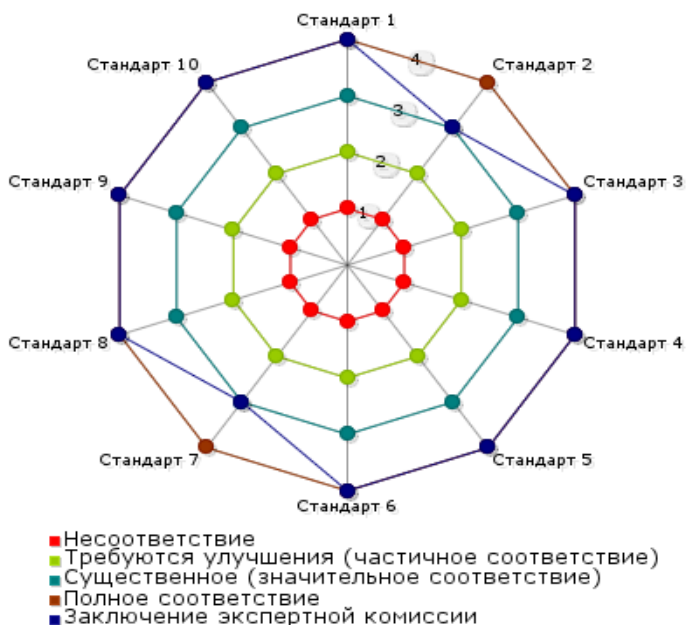 Стандарт 1
Стандарт 10
4
Стандарт 2
3
2
Стандарт 9
Стандарт 3
1
Стандарт 8
Стандарт 4
Стандарт 7
Стандарт 5
Стандарт 6
Несоответствие
Требуются улучшения (частичное соответствие)
Существенное (значительное соответствие)
Полное соответствие
Заключение экспертной комиссии